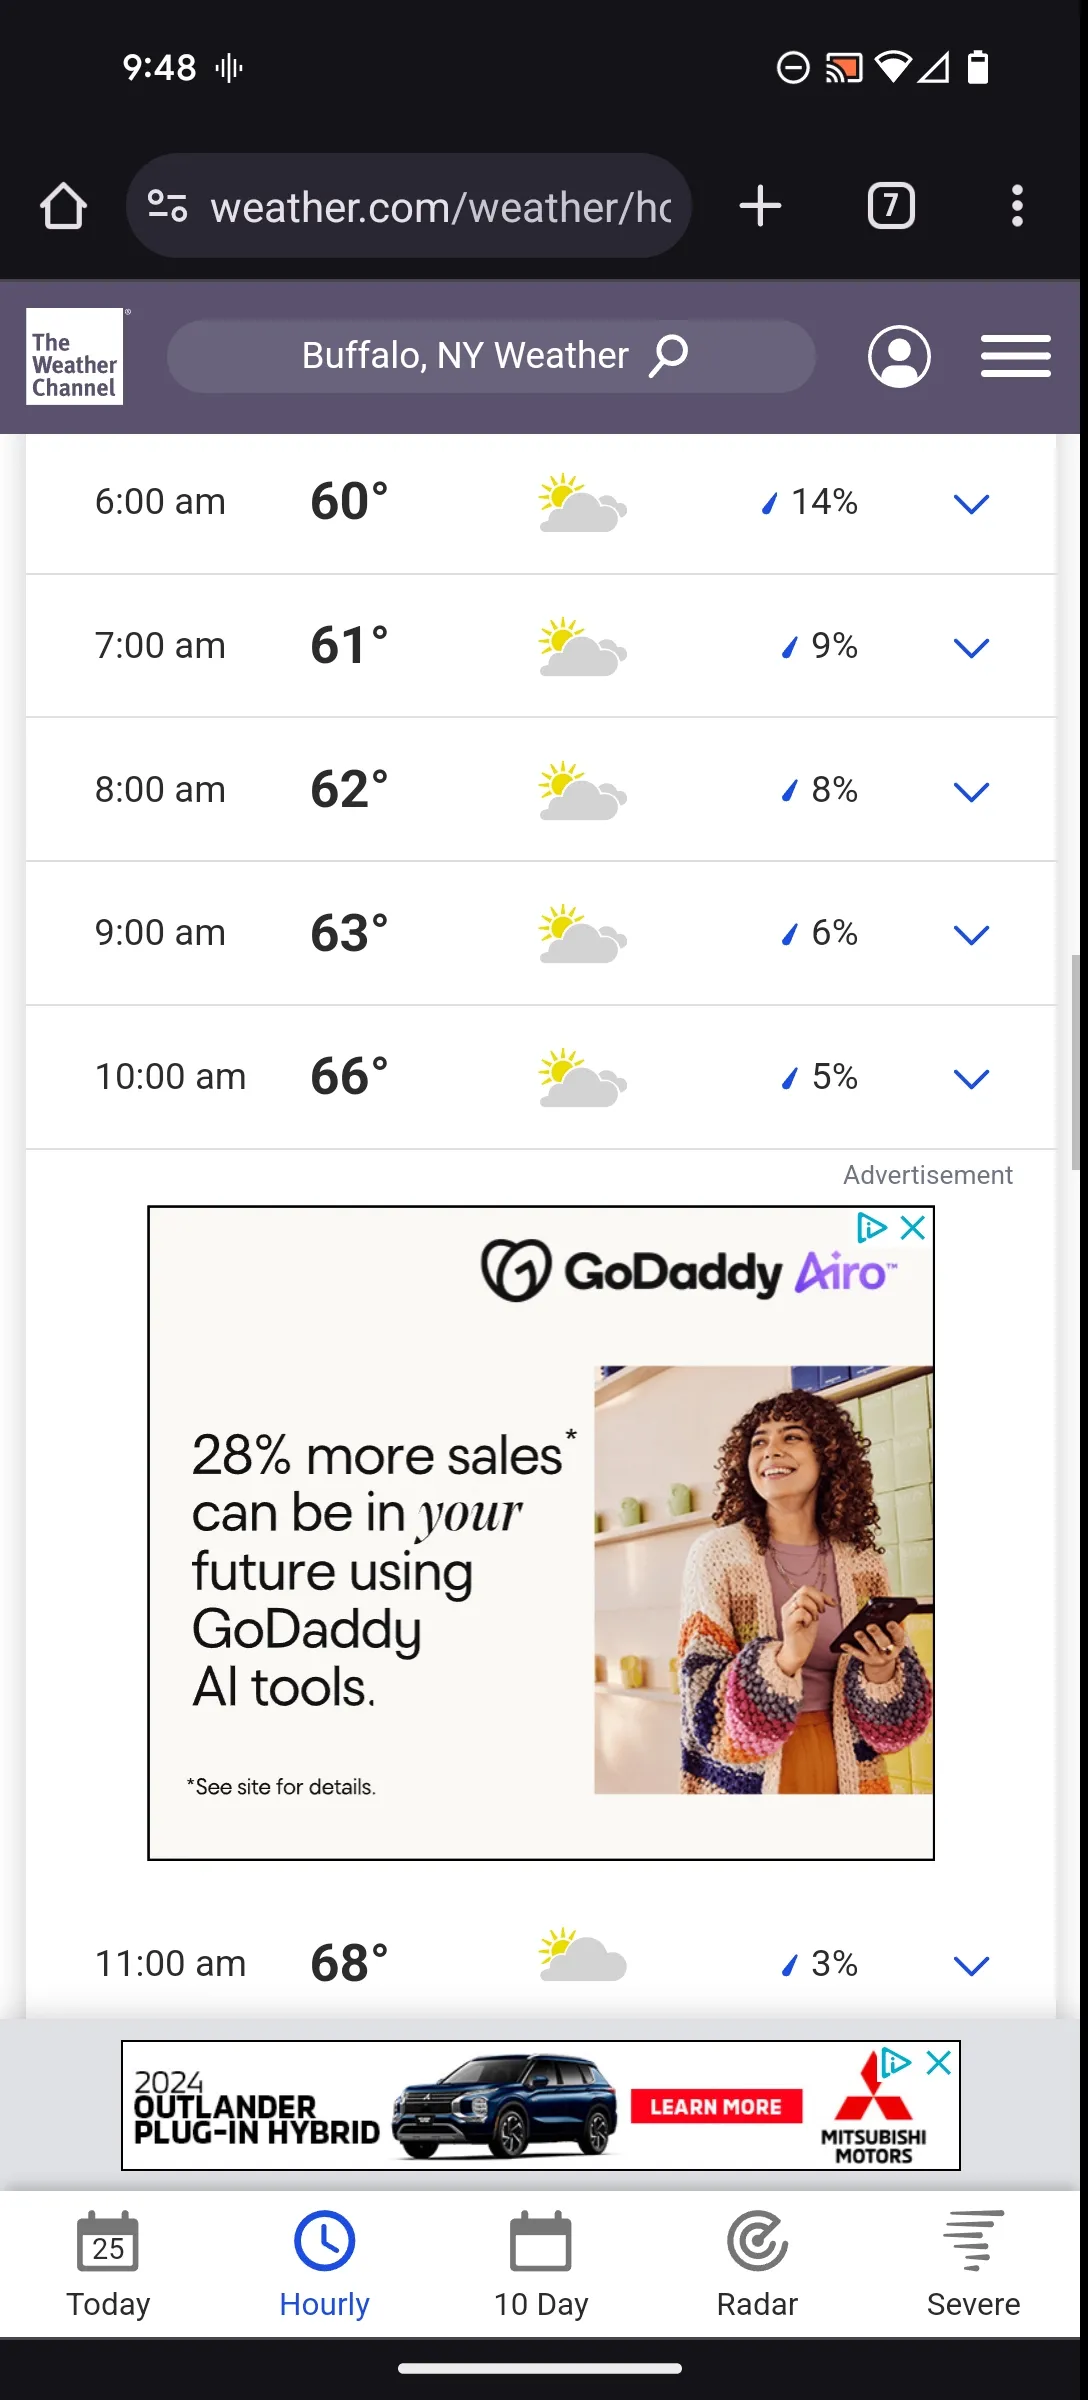 9:48
weather.com/weather/hc
7
The
Weather
Channel
®
Buffalo, NY Weather
6:00 am 60° 14%
7:00 am 61° 9%
8:00 am 62° 8%
9:00 am 63° 6%
10:00 am 66° 5%
Advertisement
GoDaddy Airo™
28% more sales*
can be in your
future using
GoDaddy
AI tools.
*See site for details.
11:00 am 68° 3%
2024
OUTLANDER
PLUG-IN HYBRID
LEARN MORE
MITSUBISHI
MOTORS
25
Today Hourly 10 Day Radar Severe